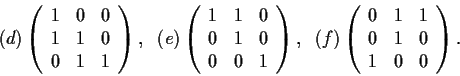 (d) ( 1 0 0
1 1 0
0 1 1 ) , (e) ( 1 1 0
0 1 0
0 0 1 ) , (f) ( 0 1 1
0 1 0
1 0 0 ) .